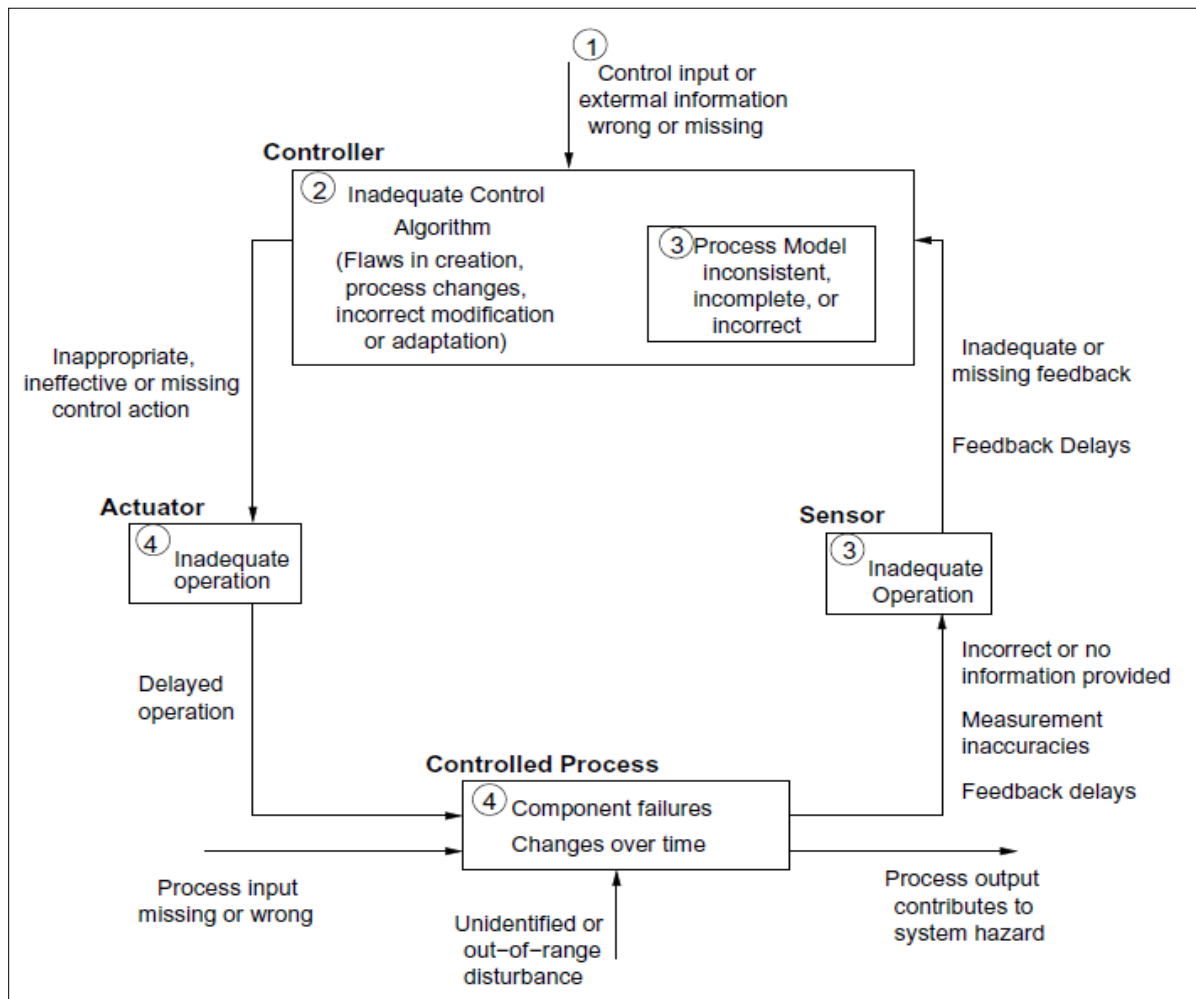 1
Control input or
extermal information
wrong or missing
Controller
2
Inadequate Control
Algorithm
(Flaws in creation,
process changes,
incorrect modification
or adaptation)
3
Process Model
inconsistent,
incomplete, or
incorrect
Inappropriate,
ineffective or missing
control action
Inadequate or
missing feedback
Feedback Delays
Actuator
4
Inadequate
operation
Sensor
3
Inadequate
Operation
Delayed
operation
Incorrect or no
information provided
Measurement
inaccuracies
Feedback delays
Controlled Process
4
Component failures
Changes over time
Process input
missing or wrong
Unidentified or
out−of−range
disturbance
Process output
contributes to
system hazard